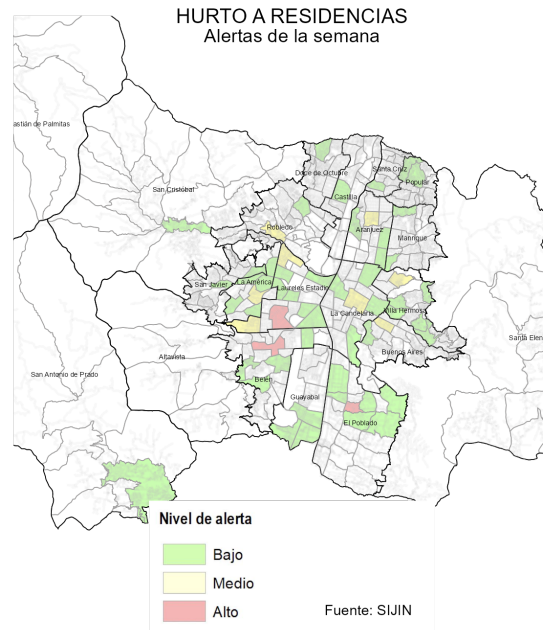 HURTO A RESIDENCIAS
Alertas de la semana
astián de Palmitas
San Cristóbal
Doce de Octubre
Santa Cruz
Popular
Castilla
Robledo
Aranjuez
Manrique
San Javier
La América
Laureles Estadio
La Candelaria
Villa Hermosa
Buenos Aires
Santa Elen
Altavista
San Antonio de Prado
Belén
Guayabal
El Poblado
Nivel de alerta
Bajo
Medio
Alto
Fuente: SIJIN